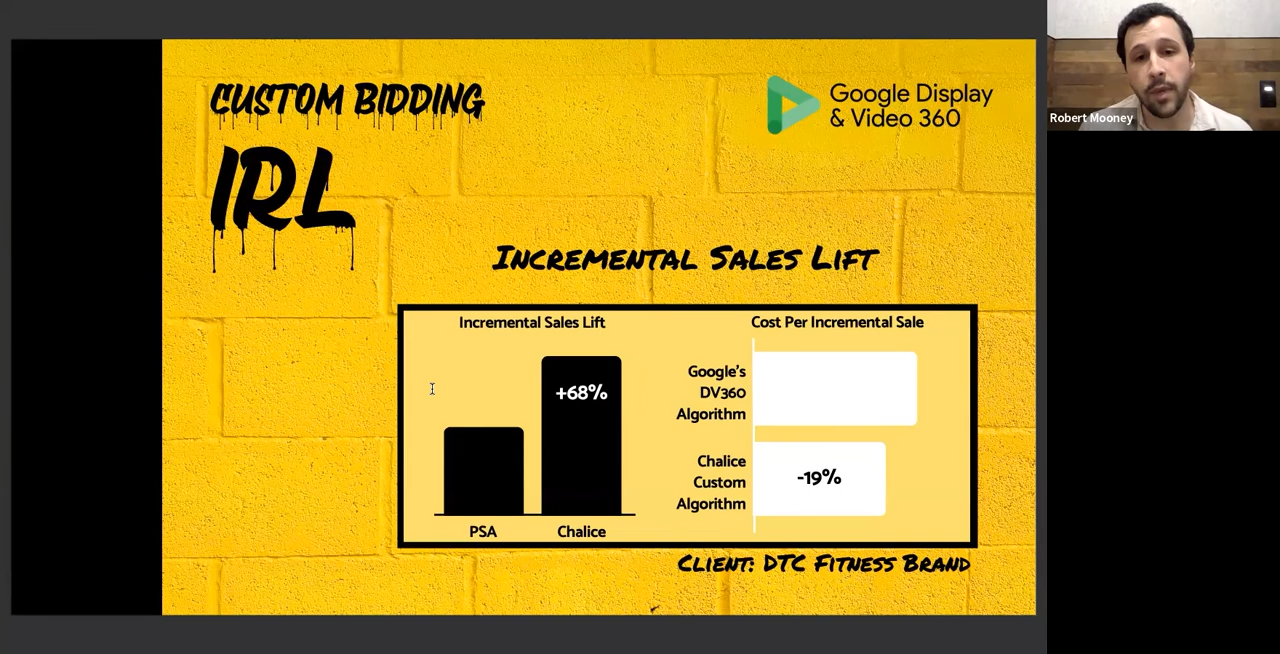 CUSTOM BIDDING
IRL
Google Display
& Video 360
Robert Mooney
INCREMENTAL SALES LIFT
Incremental Sales Lift
+68%
PSA
Chalice
Cost Per Incremental Sale
Google's
DV360
Algorithm
Chalice
Custom
Algorithm
-19%
CLIENT: DTC FITNESS BRAND